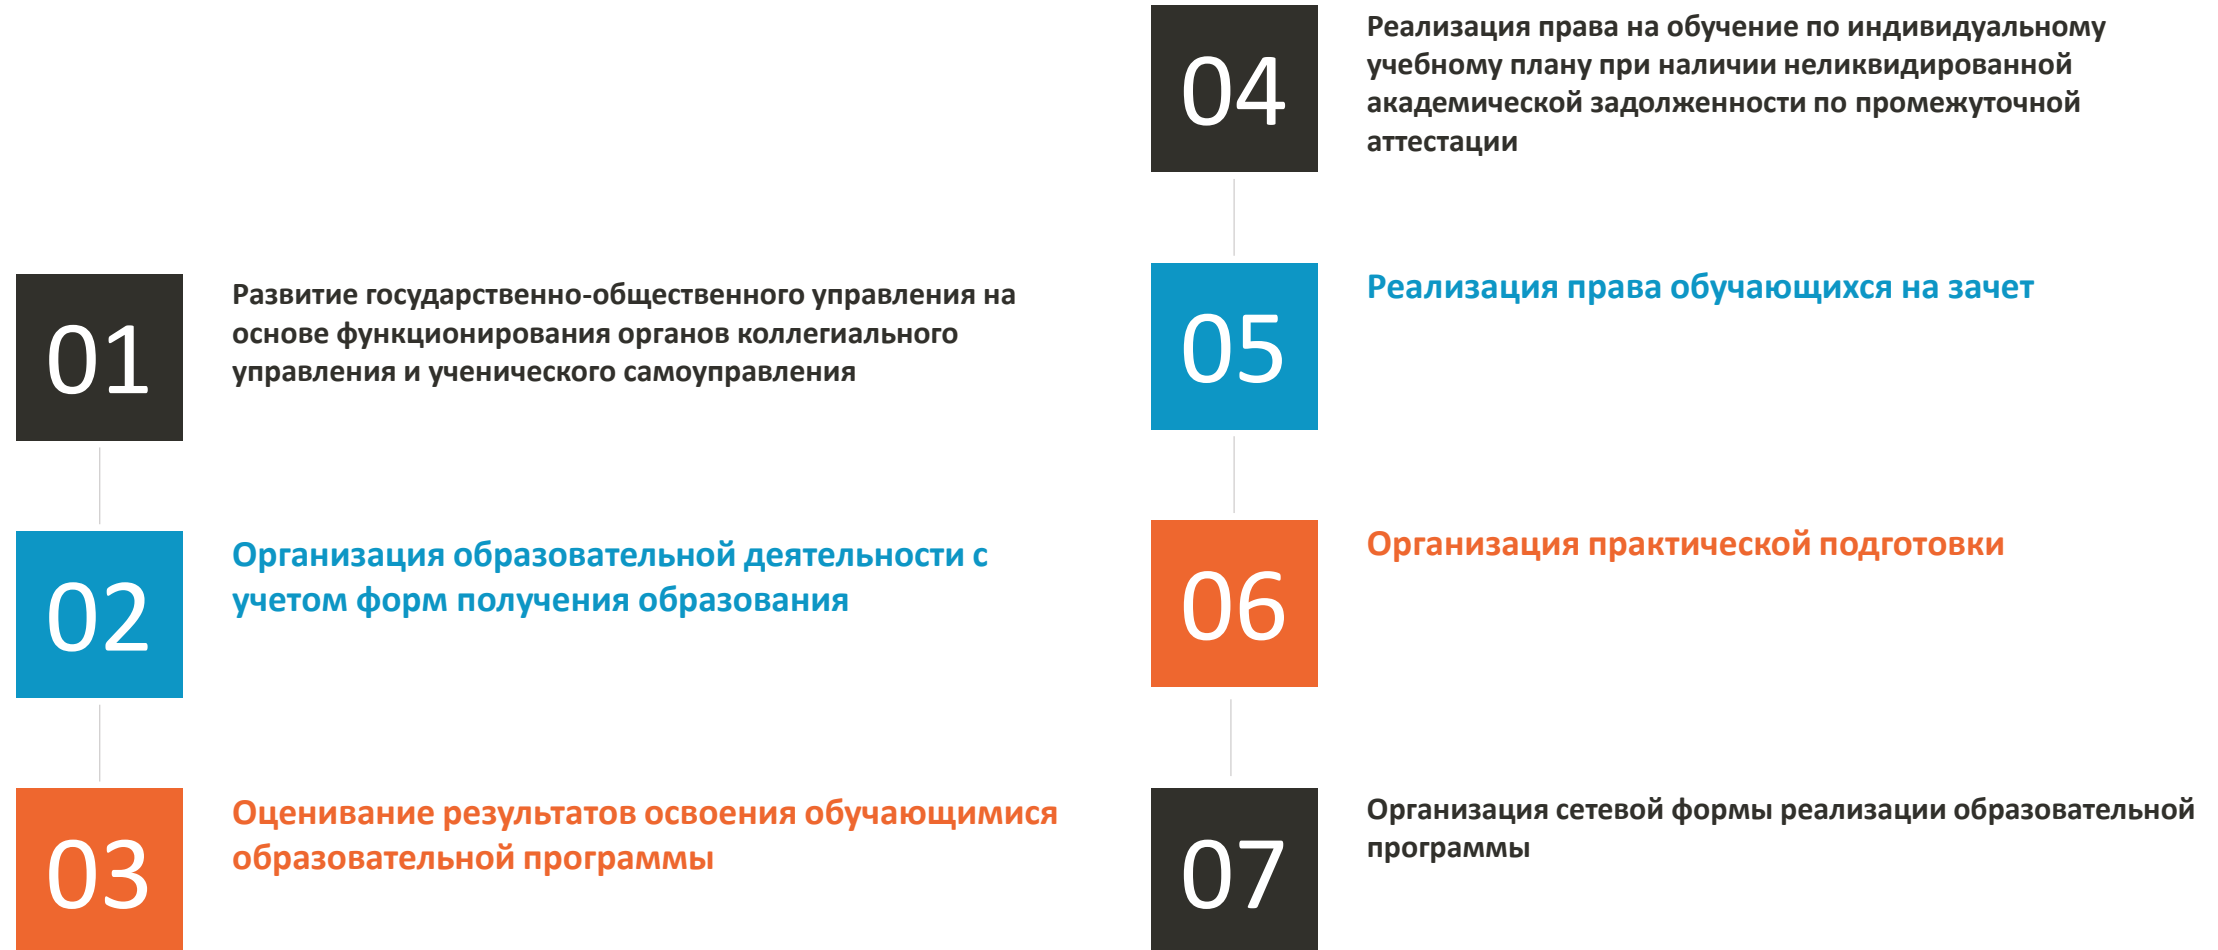 01
Развитие государственно-общественного управления на
основе функционирования органов коллегиального
управления и ученического самоуправления
02
Организация образовательной деятельности с
учетом форм получения образования
03
Оценивание результатов освоения обучающимися
образовательной программы
04
Реализация права на обучение по индивидуальному
учебному плану при наличии неликвидированной
академической задолженности по промежуточной
аттестации
05
Реализация права обучающихся на зачет
06
Организация практической подготовки
07
Организация сетевой формы реализации образовательной
программы